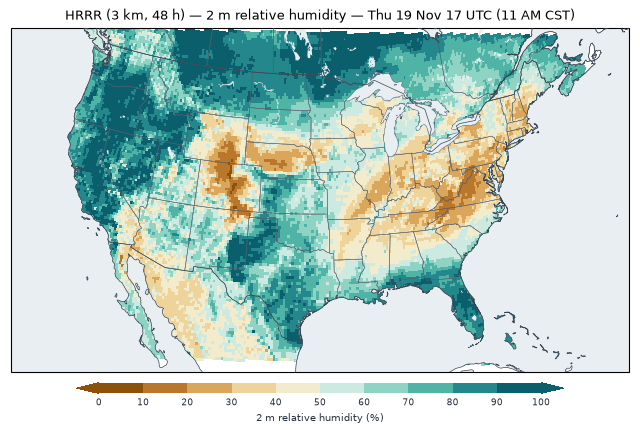 HRRR (3 km, 48 h) — 2 m relative humidity — Thu 19 Nov 17 UTC (11 AM CST)
0 10 20 30 40 50 60 70 80 90 100
2 m relative humidity (%)